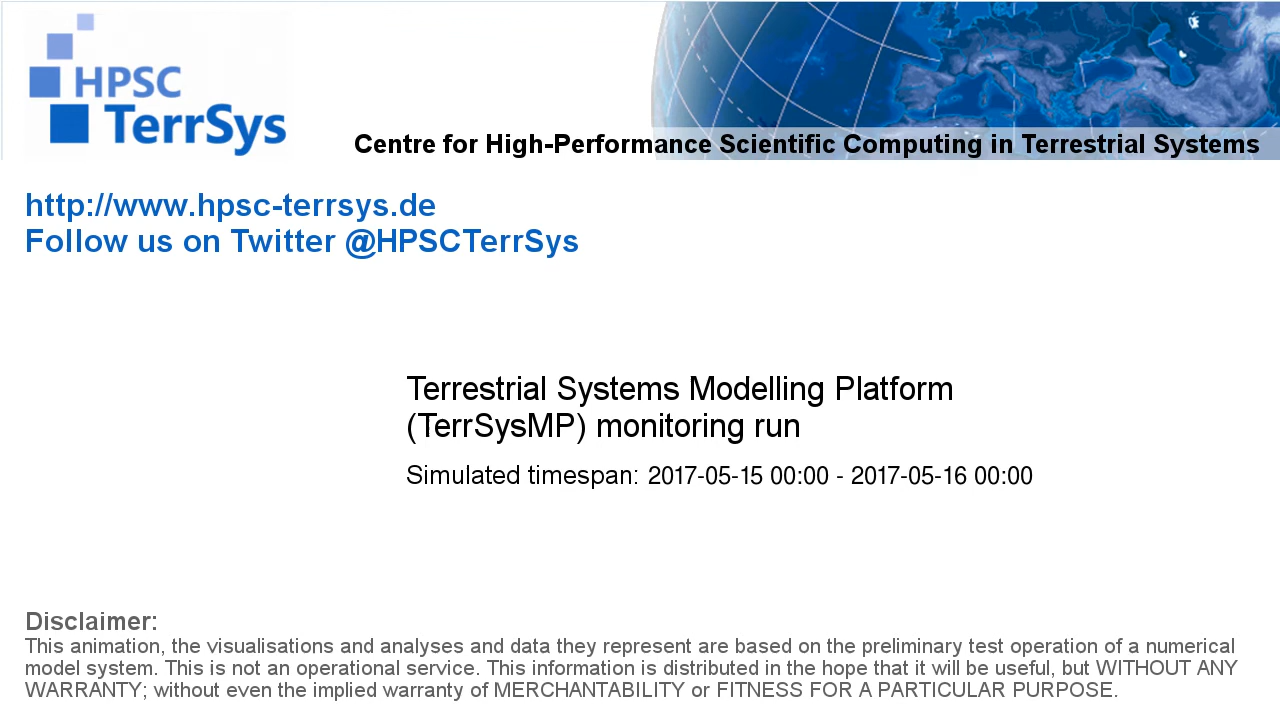 HPSC
TerrSys
Centre for High-Performance Scientific Computing in Terrestrial Systems
http://www.hpsc-terrsys.de
Follow us on Twitter @HPSCTerrSys
Terrestrial Systems Modelling Platform
(TerrSysMP) monitoring run
Simulated timespan: 2017-05-15 00:00 - 2017-05-16 00:00
Disclaimer:
This animation, the visualisations and analyses and data they represent are based on the preliminary test operation of a numerical
model system. This is not an operational service. This information is distributed in the hope that it will be useful, but WITHOUT ANY
WARRANTY; without even the implied warranty of MERCHANTABILITY or FITNESS FOR A PARTICULAR PURPOSE.